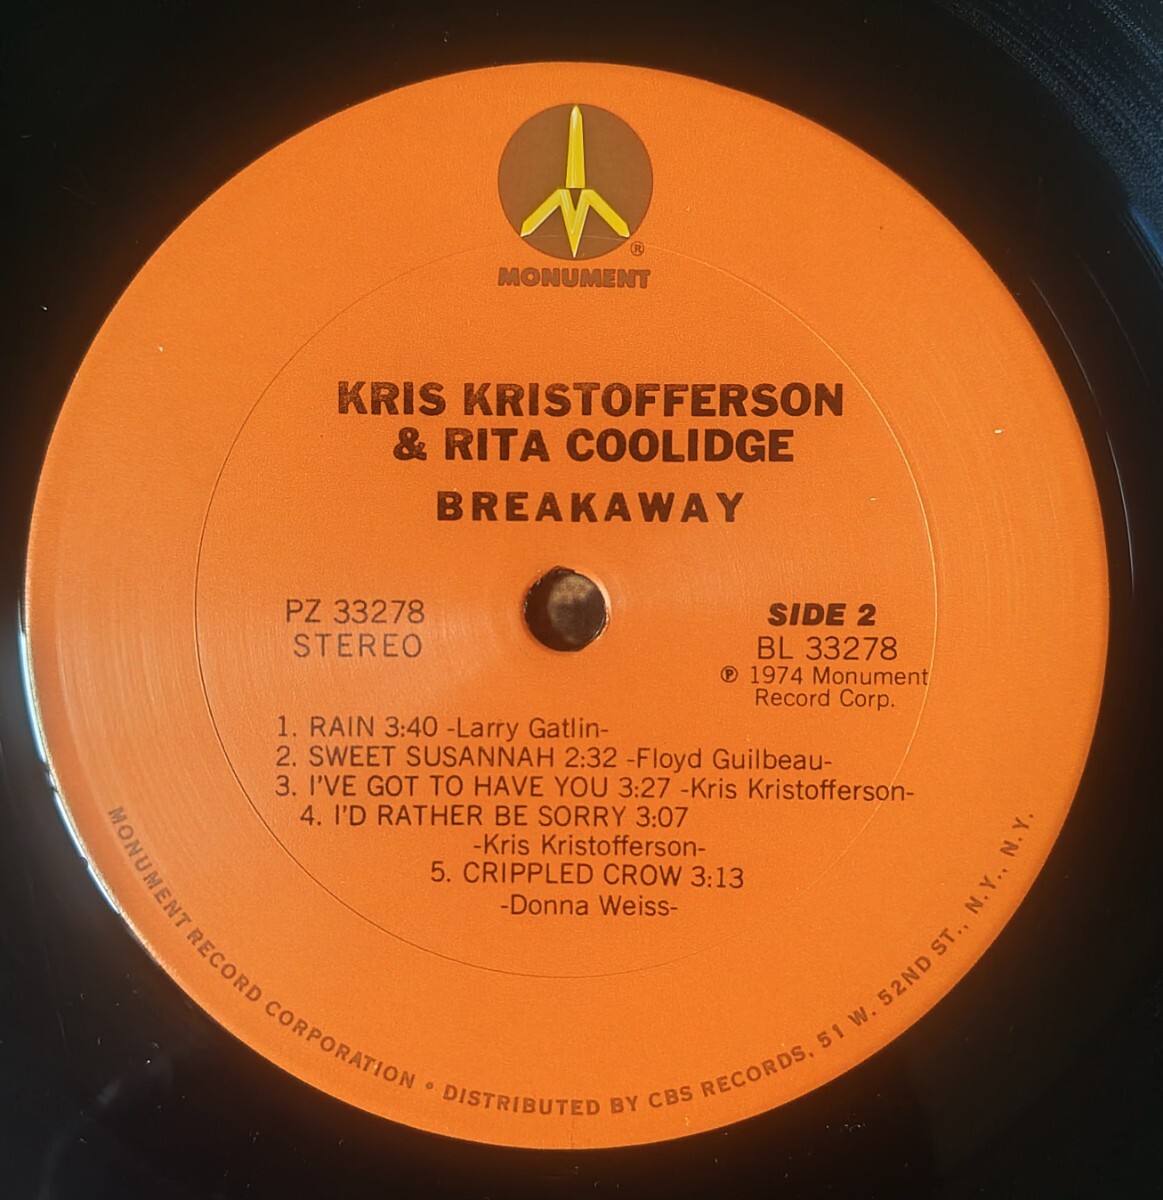 ®
MONUMENT
KRIS KRISTOFFERSON
& RITA COOLIDGE
BREAKAWAY
PZ 33278
STEREO
SIDE 2
BL 33278
℗ 1974 Monument
Record Corp.
1. RAIN 3:40 -Larry Gatlin-
2. SWEET SUSANNAH 2:32 -Floyd Guilbeau-
3. I'VE GOT TO HAVE YOU 3:27 -Kris Kristofferson-
4. I'D RATHER BE SORRY 3:07
-Kris Kristofferson-
5. CRIPPLED CROW 3:13
-Donna Weiss-
MONUMENT RECORD CORPORATION • DISTRIBUTED BY CBS RECORDS, 51 W. 52ND ST., N.Y., N.Y.